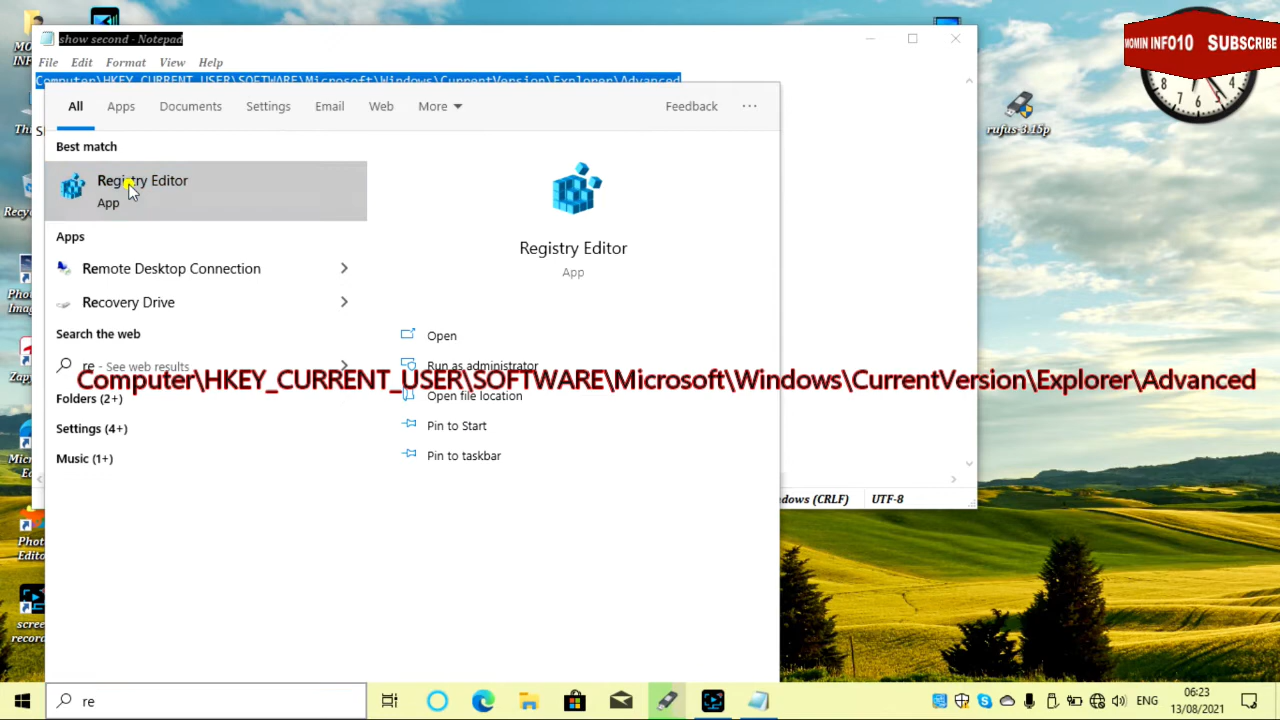 show second - Notepad
MOMIN INFO10 SUBSCRIBE
File Edit Format View Help
Computer\HKEY_CURRENT_USER\SOFTWARE\Microsoft\Windows\CurrentVersion\Explorer\Advanced
All Apps Documents Settings Email Web More Feedback
rufus-3.15p
Best match
Registry Editor
App
Registry Editor
App
Apps
Remote Desktop Connection
Recovery Drive
Search the web
re - See web results
Open
Run as administrator
Computer\HKEY_CURRENT_USER\SOFTWARE\Microsoft\Windows\CurrentVersion\Explorer\Advanced
Open file location
Folders (2+)
Settings (4+)
Pin to Start
Music (1+)
Pin to taskbar
dows (CRLF) UTF-8
re
ENG
06:23
13/08/2021